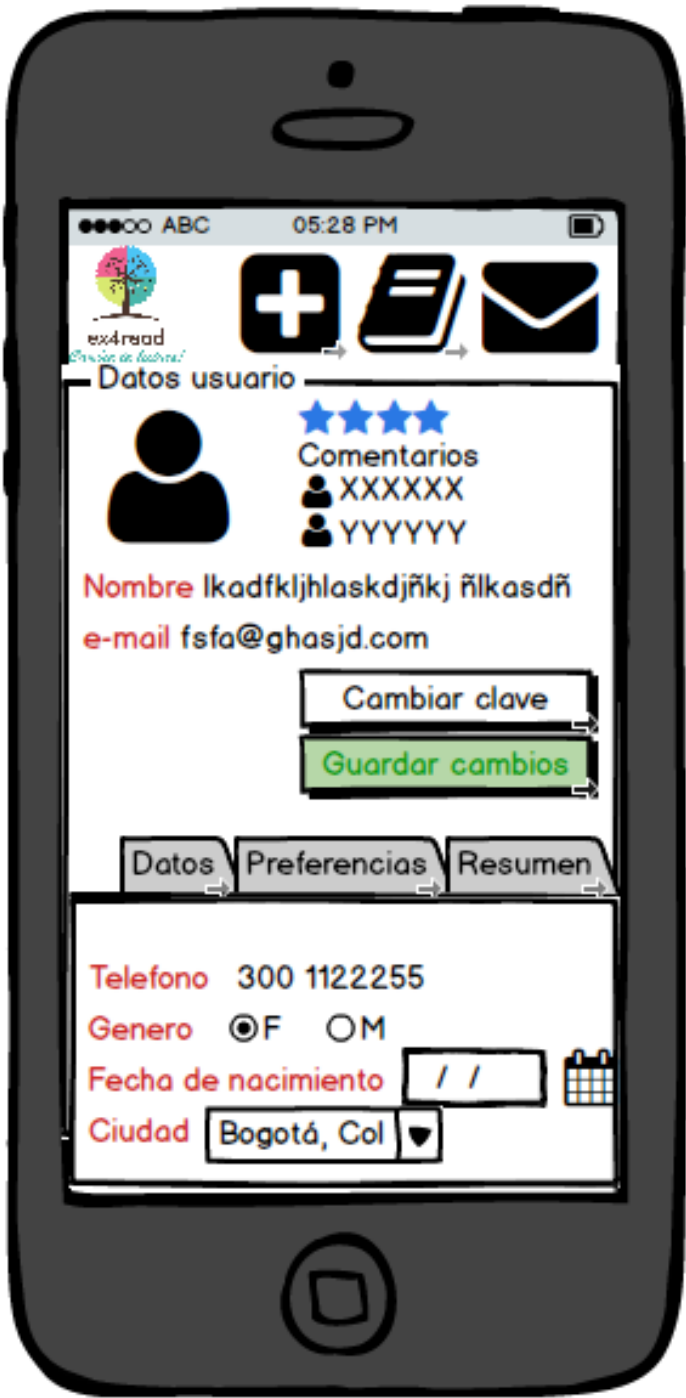 ABC 05:28 PM
ex4read
Datos usuario
Comentarios
XXXXXX
YYYYYY
Nombre lkadfkljhlaskdjñkj ñlkasdñ
e-mail fsfa@ghasjd.com
Cambiar clave
Guardar cambios
Datos Preferencias Resumen
Telefono 300 1122255
Genero F M
Fecha de nacimiento / /
Ciudad Bogotá, Col